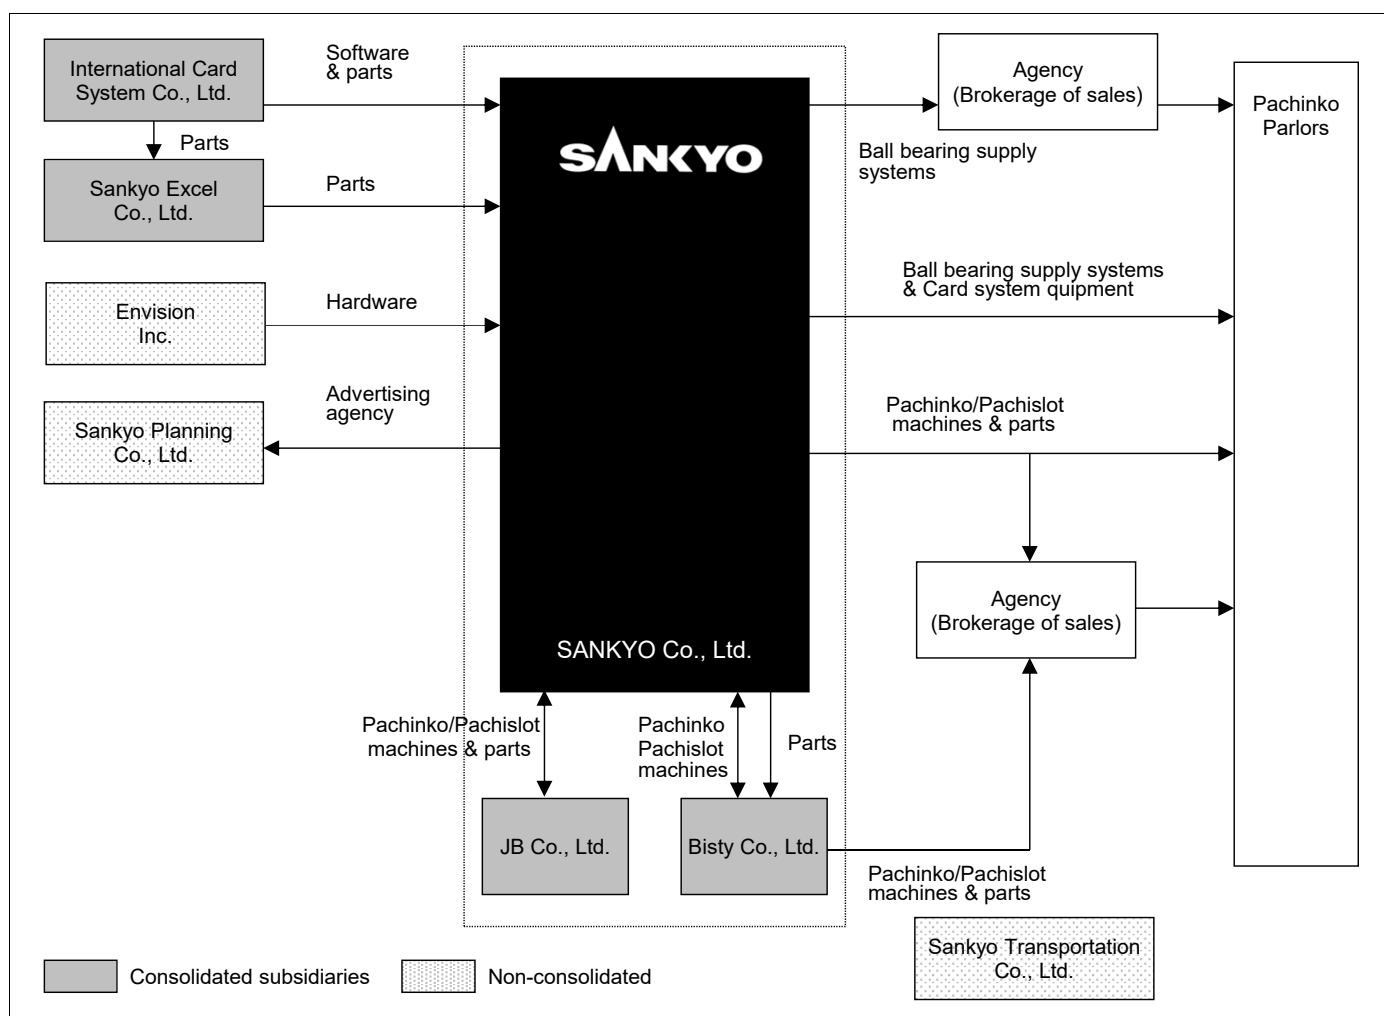 International Card
System Co., Ltd.
Software
& parts
Parts
Sankyo Excel
Co., Ltd.
Parts
Envision
Inc.
Hardware
Sankyo Planning
Co., Ltd.
Advertising
agency
SANKYO
SANKYO Co., Ltd.
Agency
(Brokerage of sales)
Pachinko
Parlors
Ball bearing supply
systems
Ball bearing supply systems
& Card system quipment
Pachinko/Pachislot
machines & parts
Agency
(Brokerage of sales)
Pachinko/Pachislot
machines & parts
Pachinko
Pachislot
machines
Parts
JB Co., Ltd.
Bisty Co., Ltd.
Pachinko/Pachislot
machines & parts
Sankyo Transportation
Co., Ltd.
Consolidated subsidiaries
Non-consolidated